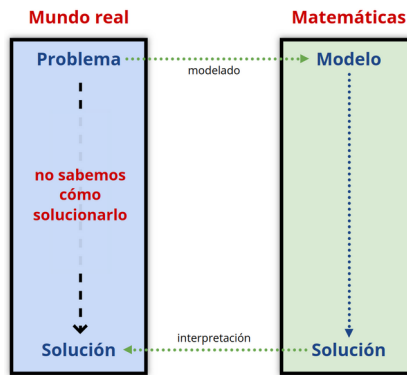 Mundo real
Matemáticas
Problema
modelado
Modelo
no sabemos
cómo
solucionarlo
Solución
interpretación
Solución